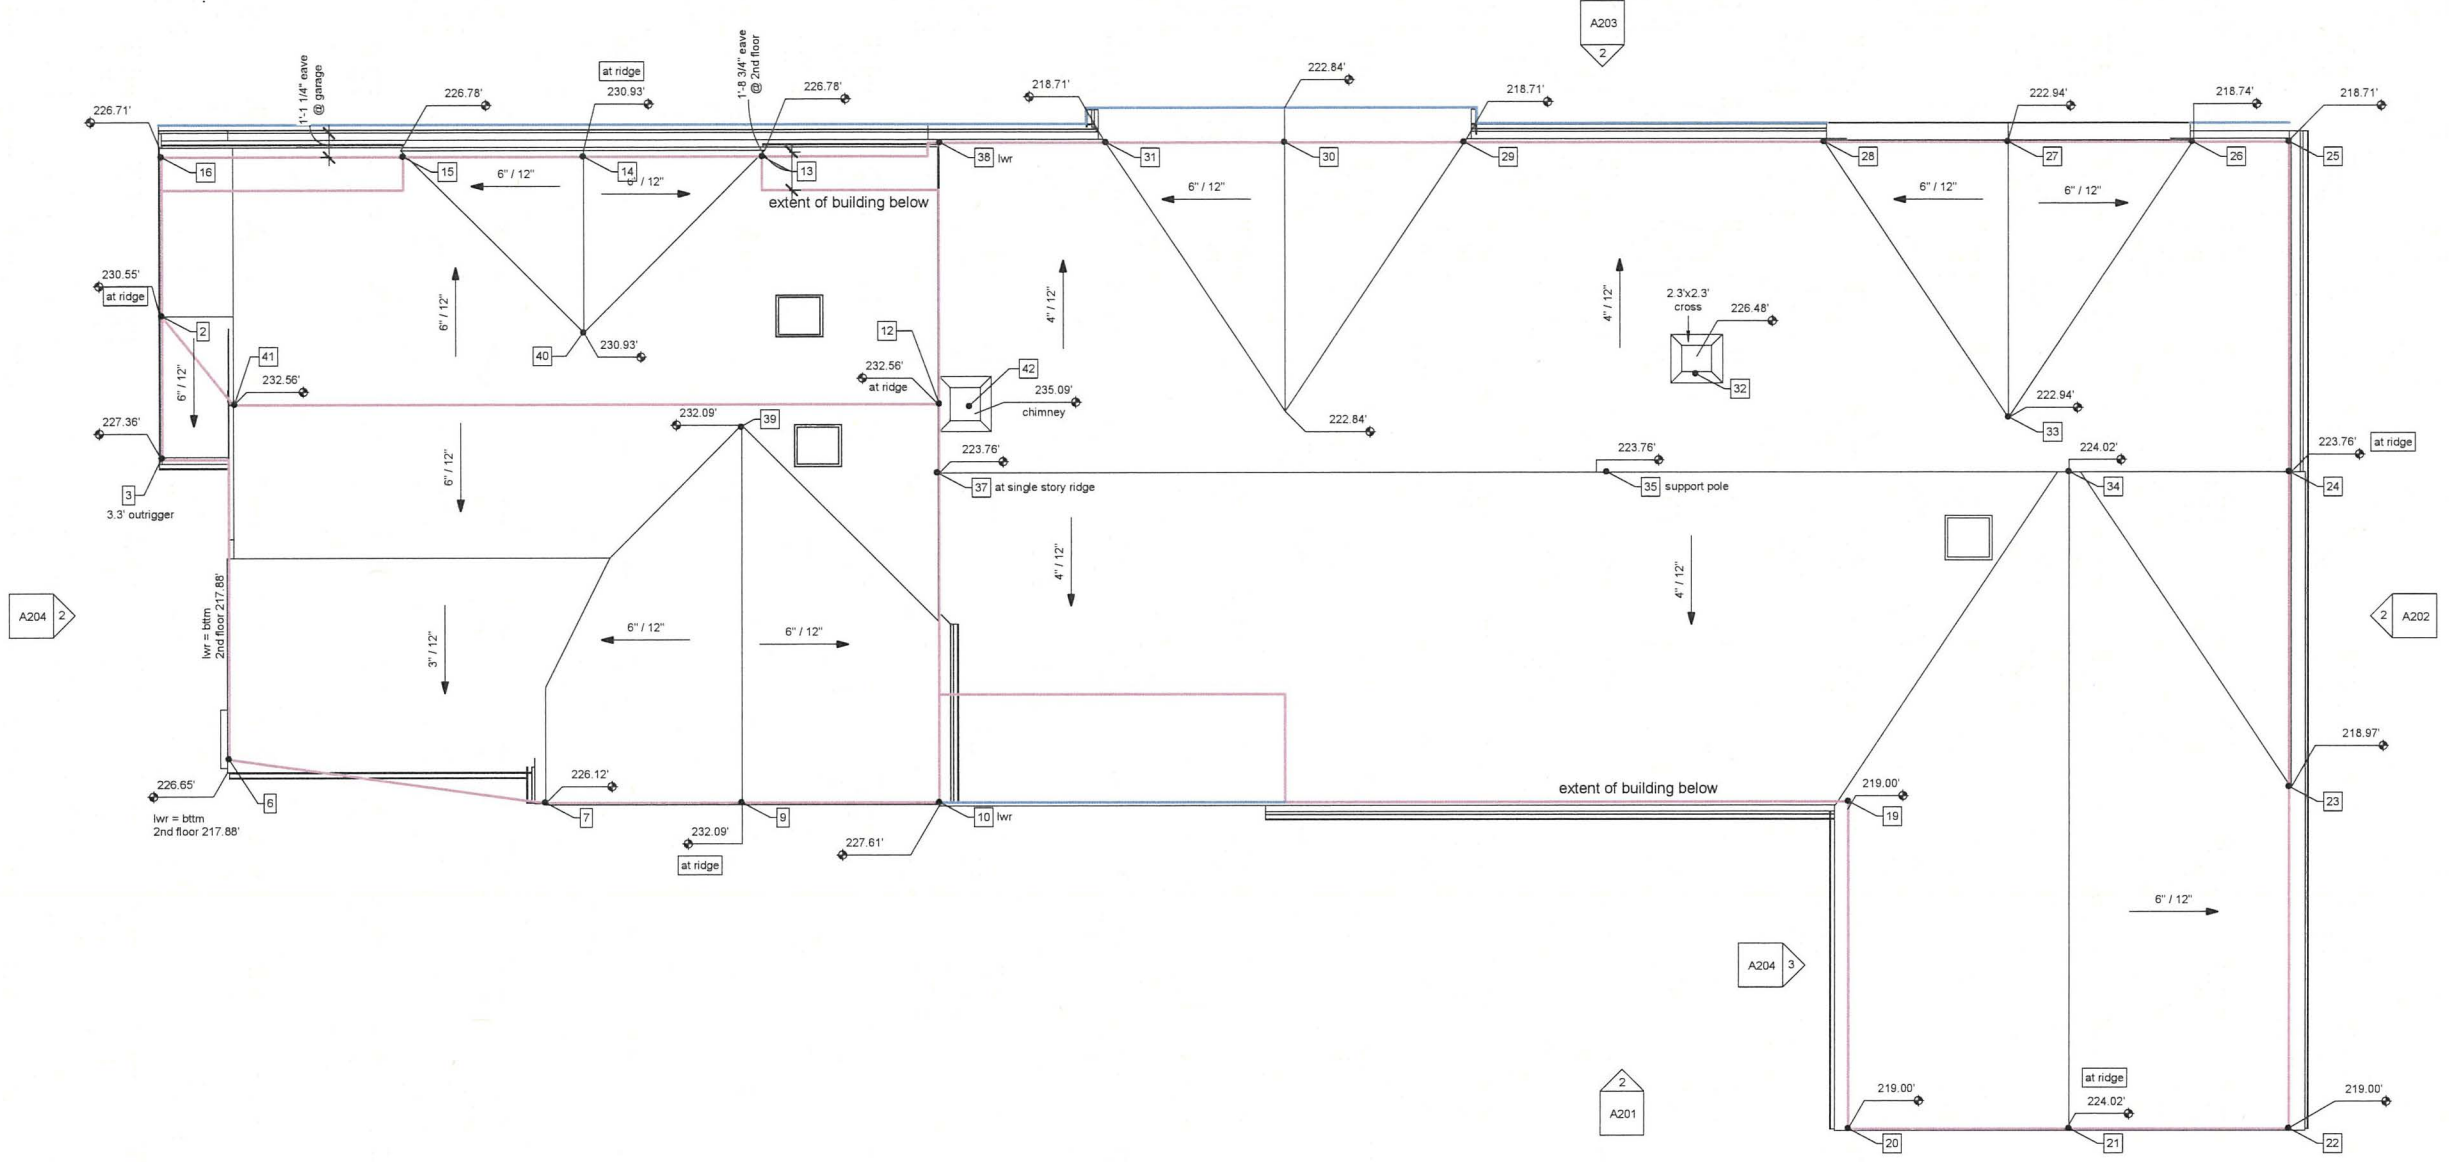 A203
2
1'-1 1/4" eave
@ garage
1'-8 3/4" eave
@ 2nd floor
at ridge
226.71'
226.78'
230.93'
226.78'
218.71'
222.84'
218.71'
222.94'
218.74'
218.71'
16
15
14
13
38 lwr
31
30
29
28
27
26
25
6" / 12"
6" / 12"
6" / 12"
6" / 12"
6" / 12"
extent of building below
230.55'
at ridge
2
6" / 12"
4" / 12"
4" / 12"
2.3'x2.3'
cross
226.48'
32
12
40
230.93'
41
232.56'
6" / 12"
232.56'
at ridge
42
235.09'
chimney
222.84'
222.94'
33
227.36'
3
3.3' outrigger
232.09'
39
6" / 12"
223.76'
37 at single story ridge
223.76'
35 support pole
224.02'
34
223.76'
at ridge
24
4" / 12"
4" / 12"
A204
2
lwr = bttm
2nd floor 217.88'
3" / 12"
6" / 12"
6" / 12"
2
A202
218.97'
23
226.65'
6
lwr = bttm
2nd floor 217.88'
226.12'
7
9
10 lwr
232.09'
at ridge
227.61'
extent of building below
219.00'
19
6" / 12"
A204
3
2
A201
at ridge
219.00'
224.02'
219.00'
20
21
22